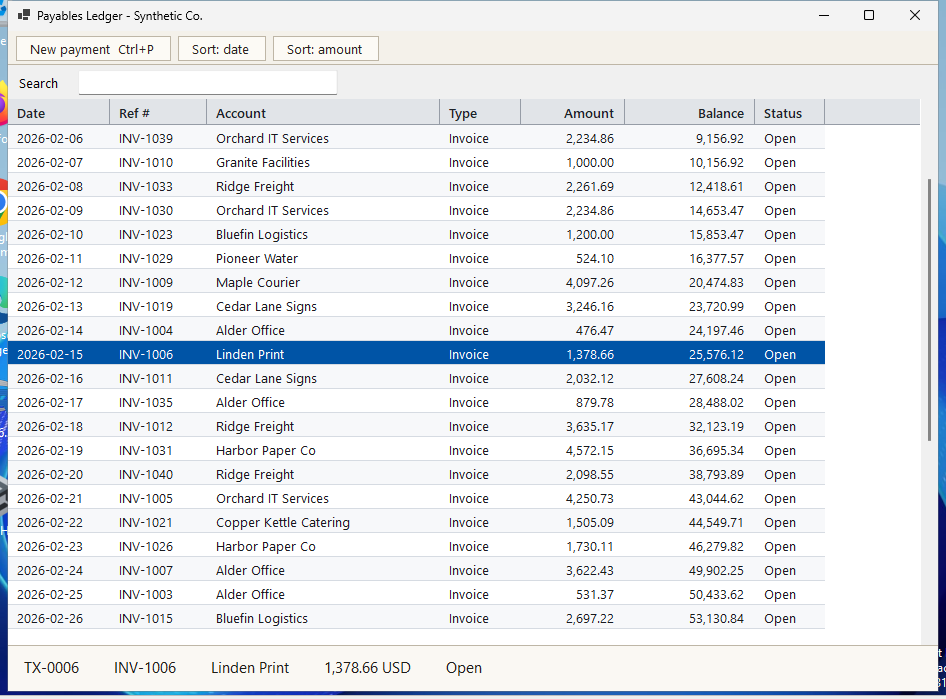 Payables Ledger - Synthetic Co.
New payment Ctrl+P Sort: date Sort: amount
Search
Date Ref # Account Type Amount Balance Status
2026-02-06 INV-1039 Orchard IT Services Invoice 2,234.86 9,156.92 Open
2026-02-07 INV-1010 Granite Facilities Invoice 1,000.00 10,156.92 Open
2026-02-08 INV-1033 Ridge Freight Invoice 2,261.69 12,418.61 Open
2026-02-09 INV-1030 Orchard IT Services Invoice 2,234.86 14,653.47 Open
2026-02-10 INV-1023 Bluefin Logistics Invoice 1,200.00 15,853.47 Open
2026-02-11 INV-1029 Pioneer Water Invoice 524.10 16,377.57 Open
2026-02-12 INV-1009 Maple Courier Invoice 4,097.26 20,474.83 Open
2026-02-13 INV-1019 Cedar Lane Signs Invoice 3,246.16 23,720.99 Open
2026-02-14 INV-1004 Alder Office Invoice 476.47 24,197.46 Open
2026-02-15 INV-1006 Linden Print Invoice 1,378.66 25,576.12 Open
2026-02-16 INV-1011 Cedar Lane Signs Invoice 2,032.12 27,608.24 Open
2026-02-17 INV-1035 Alder Office Invoice 879.78 28,488.02 Open
2026-02-18 INV-1012 Ridge Freight Invoice 3,635.17 32,123.19 Open
2026-02-19 INV-1031 Harbor Paper Co Invoice 4,572.15 36,695.34 Open
2026-02-20 INV-1040 Ridge Freight Invoice 2,098.55 38,793.89 Open
2026-02-21 INV-1005 Orchard IT Services Invoice 4,250.73 43,044.62 Open
2026-02-22 INV-1021 Copper Kettle Catering Invoice 1,505.09 44,549.71 Open
2026-02-23 INV-1026 Harbor Paper Co Invoice 1,730.11 46,279.82 Open
2026-02-24 INV-1007 Alder Office Invoice 3,622.43 49,902.25 Open
2026-02-25 INV-1003 Alder Office Invoice 531.37 50,433.62 Open
2026-02-26 INV-1015 Bluefin Logistics Invoice 2,697.22 53,130.84 Open
TX-0006 INV-1006 Linden Print 1,378.66 USD Open